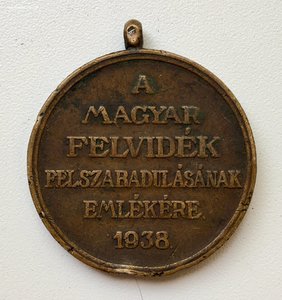 A
MAGYAR
FELVIDÉK
FELSZABADULÁSÁNAK
EMLÉKÉRE.
1938.